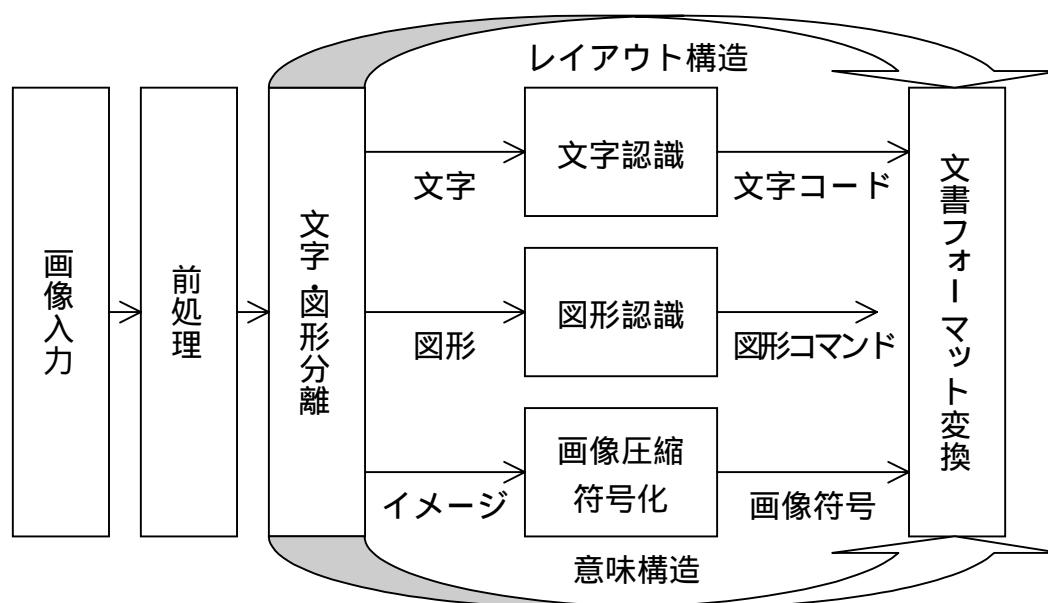 レイアウト構造
画像入力
前処理
文字・図形分離
文字
文字認識
文字コード
図形
図形認識
図形コマンド
イメージ
画像圧縮
符号化
画像符号
文書フォーマット変換
意味構造